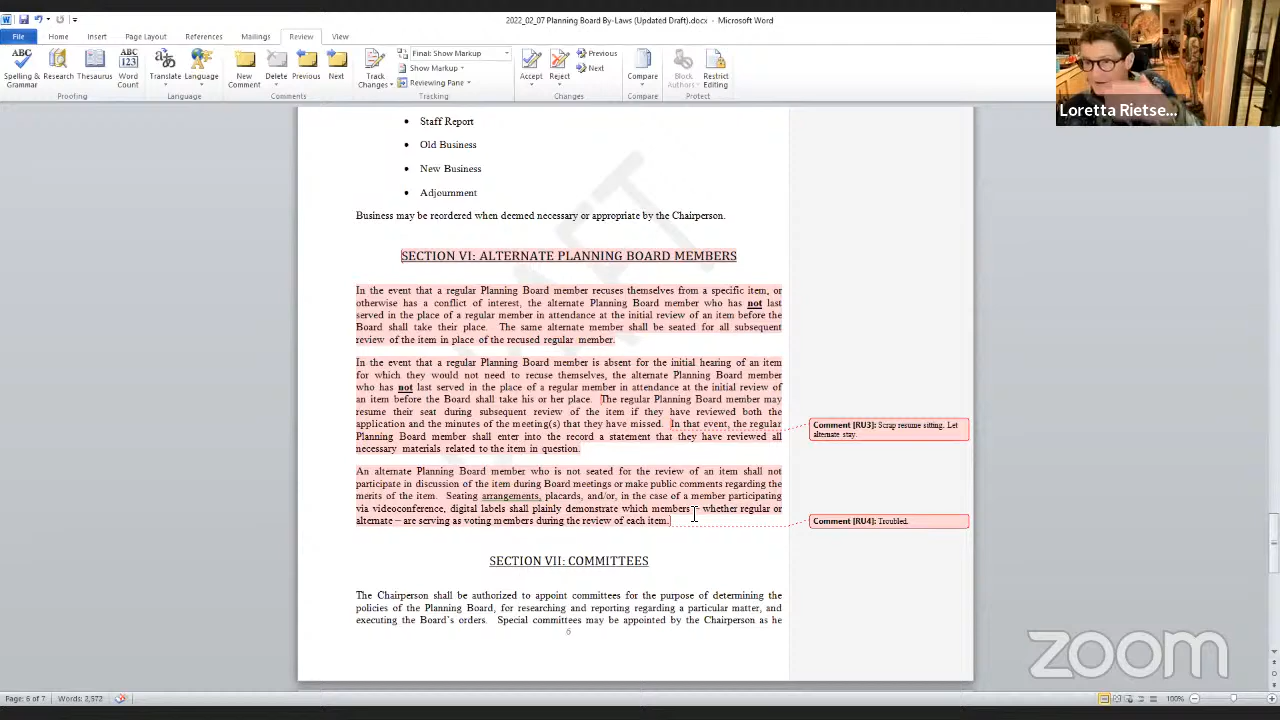 2022_02_07 Planning Board By-Laws (Updated Draft).docx - Microsoft Word
File Home Insert Page Layout References Mailings Review View
Spelling & Grammar Research Thesaurus Word Count Translate Language New Comment Delete Previous Next Track Changes Final: Show Markup Show Markup Reviewing Pane Accept Reject Previous Next Compare Block Authors Restrict Editing
Proofing Language Comments Tracking Changes Compare Protect
Loretta Rietse...
• Staff Report
• Old Business
• New Business
• Adjournment
Business may be reordered when deemed necessary or appropriate by the Chairperson.
SECTION VI: ALTERNATE PLANNING BOARD MEMBERS
In the event that a regular Planning Board member recuses themselves from a specific item, or
otherwise has a conflict of interest, the alternate Planning Board member who has not last
served in the place of a regular member in attendance at the initial review of an item before the
Board shall take their place. The same alternate member shall be seated for all subsequent
review of the item in place of the recused regular member.
In the event that a regular Planning Board member is absent for the initial hearing of an item
for which they would not need to recuse themselves, the alternate Planning Board member
who has not last served in the place of a regular member in attendance at the initial review of
an item before the Board shall take his or her place. The regular Planning Board member may
resume their seat during subsequent review of the item if they have reviewed both the
application and the minutes of the meeting(s) that they have missed. In that event, the regular
Planning Board member shall enter into the record a statement that they have reviewed all
necessary materials related to the item in question.
Comment [RU3]: Scrap resume sitting. Let
alternate stay.
An alternate Planning Board member who is not seated for the review of an item shall not
participate in discussion of the item during Board meetings or make public comments regarding the
merits of the item. Seating arrangements, placards, and/or, in the case of a member participating
via videoconference, digital labels shall plainly demonstrate which members – whether regular or
alternate – are serving as voting members during the review of each item.
Comment [RU4]: Troubled.
SECTION VII: COMMITTEES
The Chairperson shall be authorized to appoint committees for the purpose of determining the
policies of the Planning Board, for researching and reporting regarding a particular matter, and
executing the Board's orders. Special committees may be appointed by the Chairperson as he
6
DRAFT
zoom
Page: 6 of 7 Words: 2,572 100%